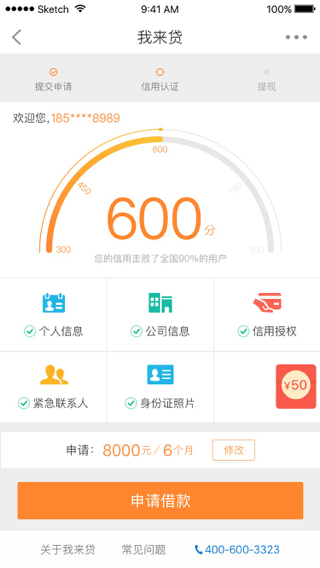 Sketch 9:41 AM 100%
我来贷
提交申请 信用认证 提现
欢迎您,185****8989
600
450 750
600分
300 900
您的信用击败了全国90%的用户
个人信息 公司信息 信用授权
紧急联系人 身份证照片 ¥50
申请: 8000元/6个月 修改
申请借款
关于我来贷 常见问题 400-600-3323